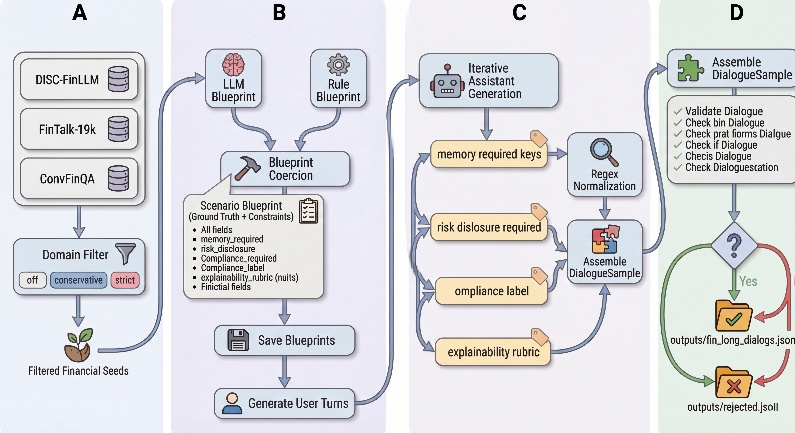 A
DISC-FinLLM
FinTalk-19k
ConvFinQA
Domain Filter
off
conservative
strict
Filtered Financial Seeds
B
LLM
Blueprint
Rule
Blueprint
Blueprint
Coercion
Scenario Blueprint
(Ground Truth + Constraints)
• All fields
• memory_required
• risk_disclosure
• Compliance_required
• Compliance_label
• explainability_rubric (nuits)
• Finictial fields
Save Blueprints
Generate User Turns
C
Iterative
Assistant
Generation
memory required keys
risk dislosure required
ompliance label
explainability rubric
Regex
Normalization
Assemble
DialogueSample
D
Assemble
DialogueSample
✓ Validate Dialogue
✓ Check bin Dialogue
✓ Check prat fiorms Dialgue
✓ Check if Dialogue
✓ Checis Dialogue
✓ Check Dialoguestation
?
Yes
outputs/fin_long_dialogs.json
outputs/rejected.jsoll